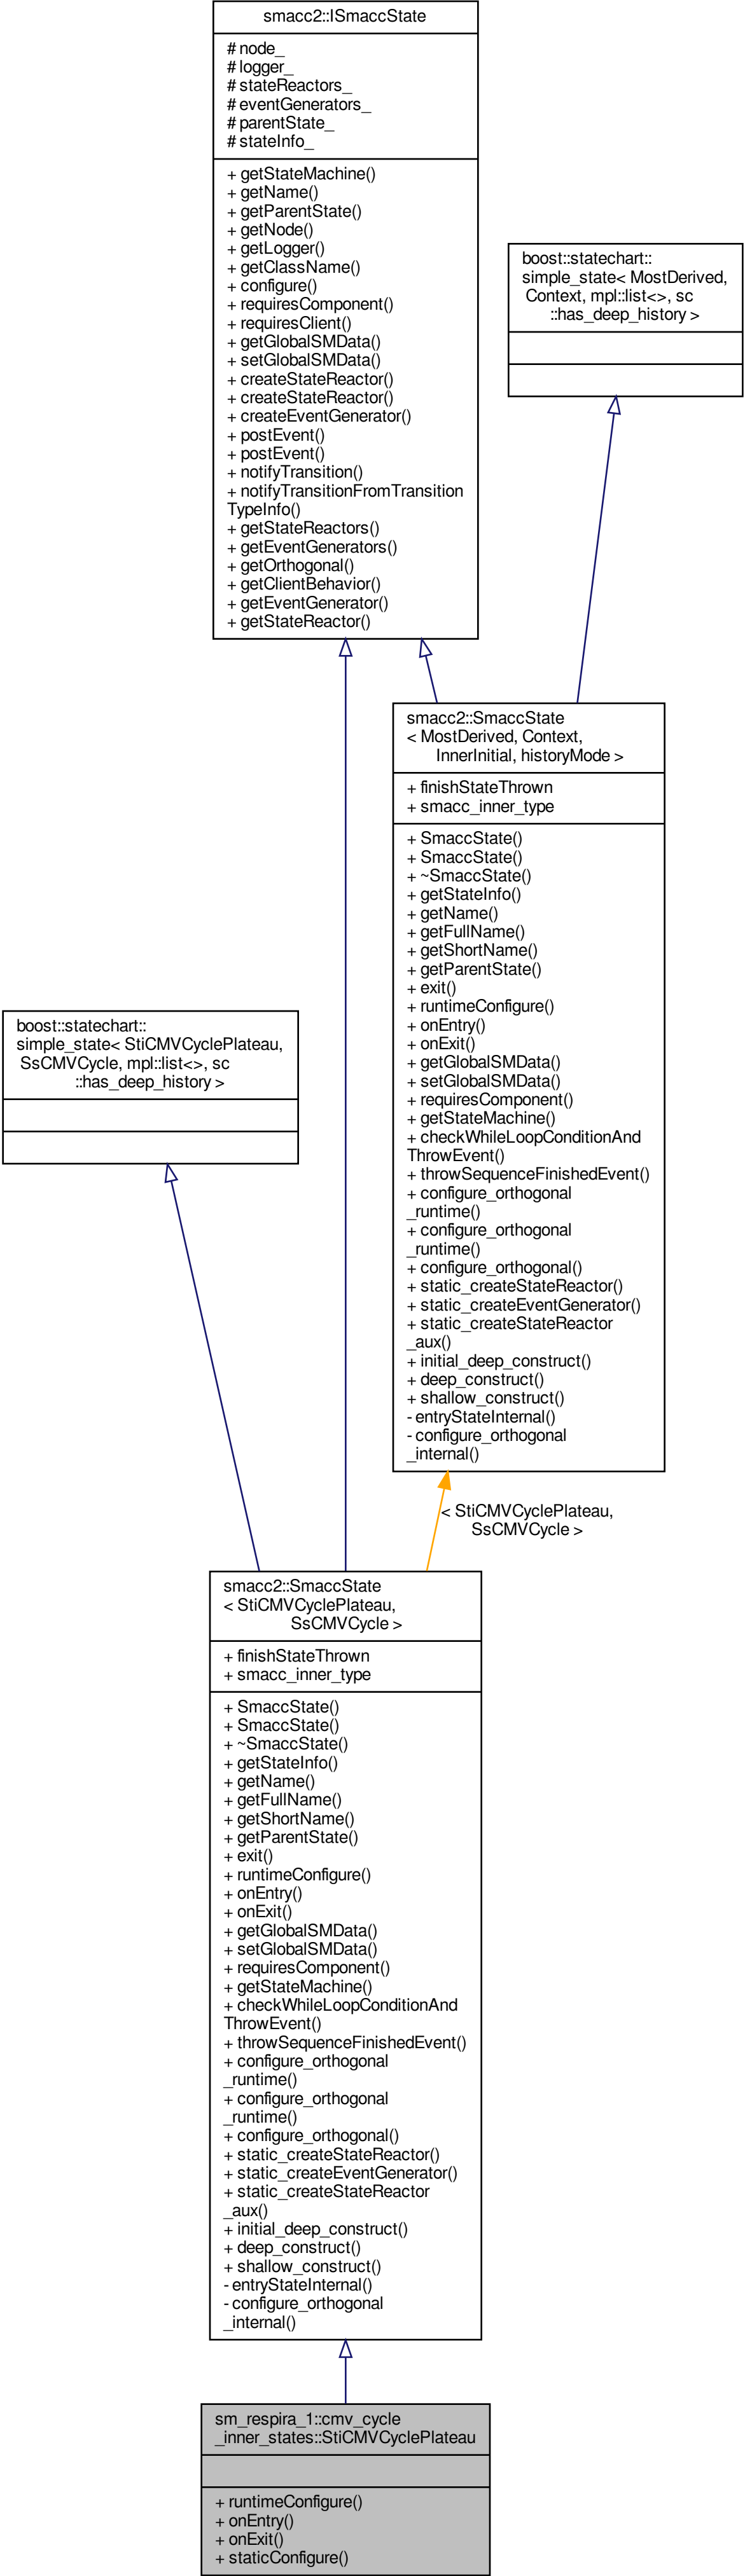 smacc2::ISmaccState
# node_
# logger_
# stateReactors_
# eventGenerators_
# parentState_
# stateInfo_
+ getStateMachine()
+ getName()
+ getParentState()
+ getNode()
+ getLogger()
+ getClassName()
+ configure()
+ requiresComponent()
+ requiresClient()
+ getGlobalSMData()
+ setGlobalSMData()
+ createStateReactor()
+ createStateReactor()
+ createEventGenerator()
+ postEvent()
+ postEvent()
+ notifyTransition()
+ notifyTransitionFromTransition
TypeInfo()
+ getStateReactors()
+ getEventGenerators()
+ getOrthogonal()
+ getClientBehavior()
+ getEventGenerator()
+ getStateReactor()
boost::statechart::
simple_state< MostDerived,
Context, mpl::list<>, sc
::has_deep_history >
smacc2::SmaccState
< MostDerived, Context,
InnerInitial, historyMode >
+ finishStateThrown
+ smacc_inner_type
+ SmaccState()
+ SmaccState()
+ ~SmaccState()
+ getStateInfo()
+ getName()
+ getFullName()
+ getShortName()
+ getParentState()
+ exit()
+ runtimeConfigure()
+ onEntry()
+ onExit()
+ getGlobalSMData()
+ setGlobalSMData()
+ requiresComponent()
+ getStateMachine()
+ checkWhileLoopConditionAnd
ThrowEvent()
+ throwSequenceFinishedEvent()
+ configure_orthogonal
_runtime()
+ configure_orthogonal
_runtime()
+ configure_orthogonal()
+ static_createStateReactor()
+ static_createEventGenerator()
+ static_createStateReactor
_aux()
+ initial_deep_construct()
+ deep_construct()
+ shallow_construct()
- entryStateInternal()
- configure_orthogonal
_internal()
boost::statechart::
simple_state< StiCMVCyclePlateau,
SsCMVCycle, mpl::list<>, sc
::has_deep_history >
< StiCMVCyclePlateau,
SsCMVCycle >
smacc2::SmaccState
< StiCMVCyclePlateau,
SsCMVCycle >
+ finishStateThrown
+ smacc_inner_type
+ SmaccState()
+ SmaccState()
+ ~SmaccState()
+ getStateInfo()
+ getName()
+ getFullName()
+ getShortName()
+ getParentState()
+ exit()
+ runtimeConfigure()
+ onEntry()
+ onExit()
+ getGlobalSMData()
+ setGlobalSMData()
+ requiresComponent()
+ getStateMachine()
+ checkWhileLoopConditionAnd
ThrowEvent()
+ throwSequenceFinishedEvent()
+ configure_orthogonal
_runtime()
+ configure_orthogonal
_runtime()
+ configure_orthogonal()
+ static_createStateReactor()
+ static_createEventGenerator()
+ static_createStateReactor
_aux()
+ initial_deep_construct()
+ deep_construct()
+ shallow_construct()
- entryStateInternal()
- configure_orthogonal
_internal()
sm_respira_1::cmv_cycle
_inner_states::StiCMVCyclePlateau
+ runtimeConfigure()
+ onEntry()
+ onExit()
+ staticConfigure()